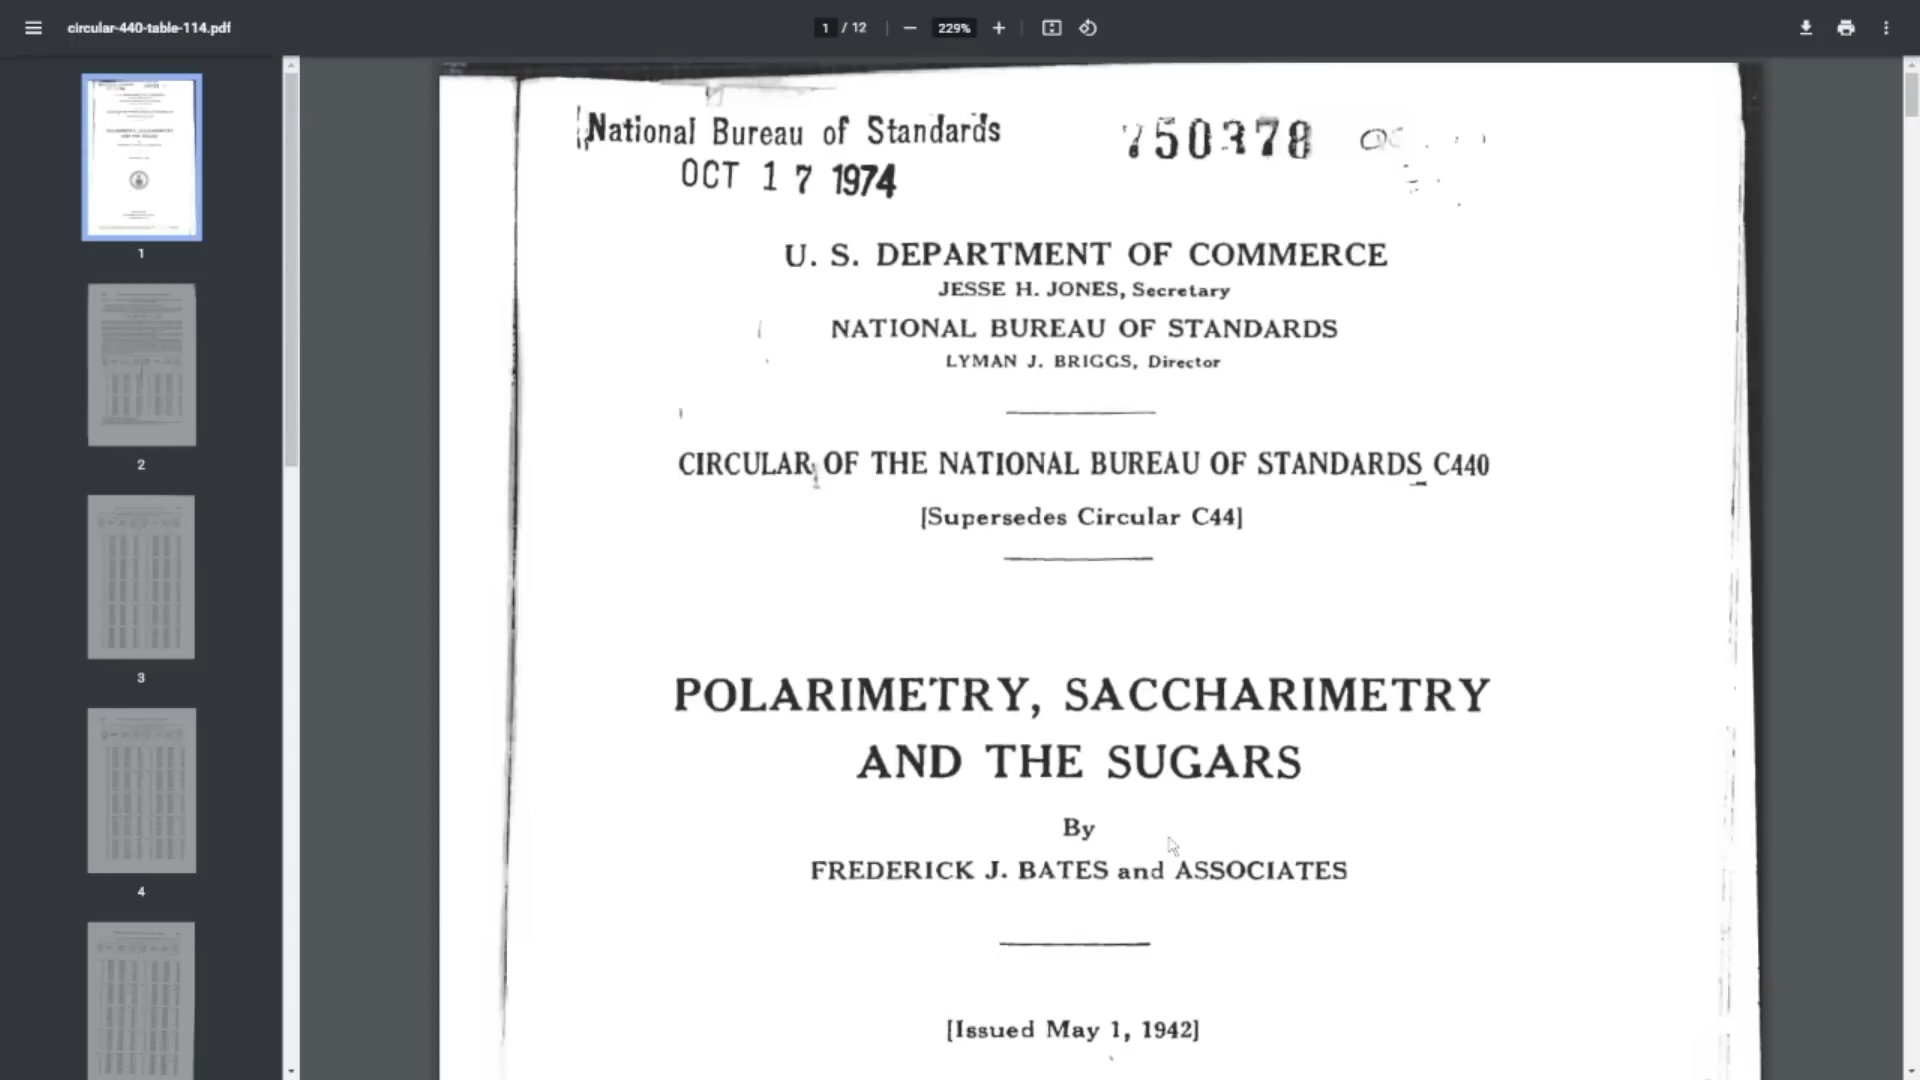 circular-440-table-114.pdf
1 / 12
229%
1
2
3
4
National Bureau of Standards
OCT 17 1974
750378
U. S. DEPARTMENT OF COMMERCE
JESSE H. JONES, Secretary
NATIONAL BUREAU OF STANDARDS
LYMAN J. BRIGGS, Director
CIRCULAR OF THE NATIONAL BUREAU OF STANDARDS C440
[Supersedes Circular C44]
POLARIMETRY, SACCHARIMETRY
AND THE SUGARS
By
FREDERICK J. BATES and ASSOCIATES
[Issued May 1, 1942]